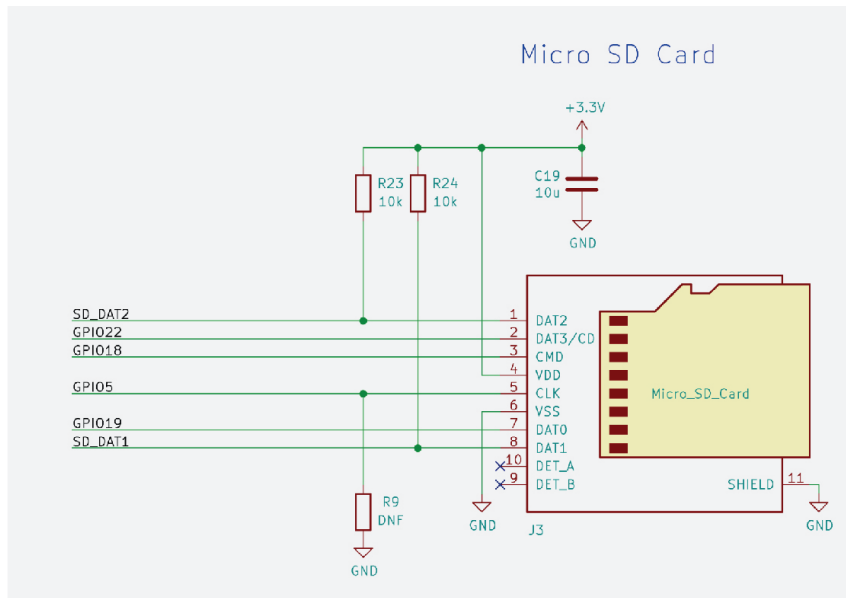 Micro SD Card
+3.3V
R23
10k
R24
10k
C19
10u
GND
SD_DAT2
GPIO22
GPIO18
GPIO5
GPIO19
SD_DAT1
1 DAT2
2 DAT3/CD
3 CMD
4 VDD
5 CLK
6 VSS
7 DAT0
8 DAT1
10 DET_A
9 DET_B
Micro_SD_Card
SHIELD 11
R9
DNF
GND
GND
J3
GND